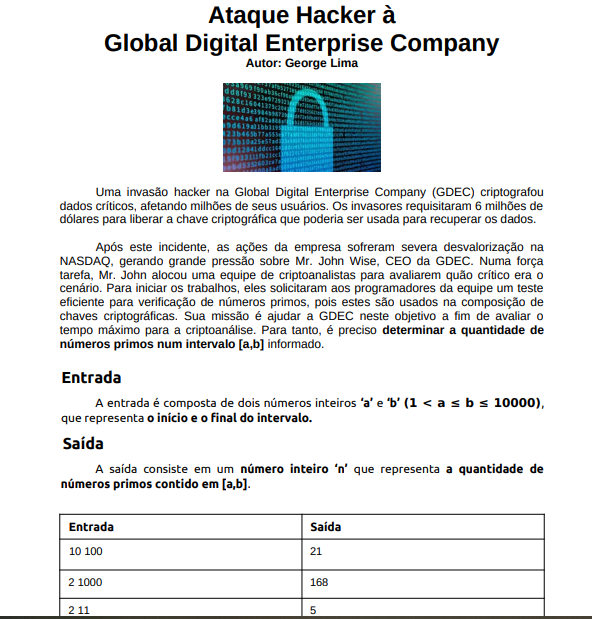 Ataque Hacker à
Global Digital Enterprise Company
Autor: George Lima
Uma invasão hacker na Global Digital Enterprise Company (GDEC) criptografou
dados críticos, afetando milhões de seus usuários. Os invasores requisitaram 6 milhões de
dólares para liberar a chave criptográfica que poderia ser usada para recuperar os dados.
Após este incidente, as ações da empresa sofreram severa desvalorização na
NASDAQ, gerando grande pressão sobre Mr. John Wise, CEO da GDEC. Numa força
tarefa, Mr. John alocou uma equipe de criptoanalistas para avaliarem quão crítico era o
cenário. Para iniciar os trabalhos, eles solicitaram aos programadores da equipe um teste
eficiente para verificação de números primos, pois estes são usados na composição de
chaves criptográficas. Sua missão é ajudar a GDEC neste objetivo a fim de avaliar o
tempo máximo para a criptoanálise. Para tanto, é preciso determinar a quantidade de
números primos num intervalo [a,b] informado.
Entrada
A entrada é composta de dois números inteiros ‘a’ e ‘b’ (1 < a ≤ b ≤ 10000),
que representa o início e o final do intervalo.
Saída
A saída consiste em um número inteiro ‘n’ que representa a quantidade de
números primos contido em [a,b].
Entrada Saída
10 100 21
2 1000 168
2 11 5